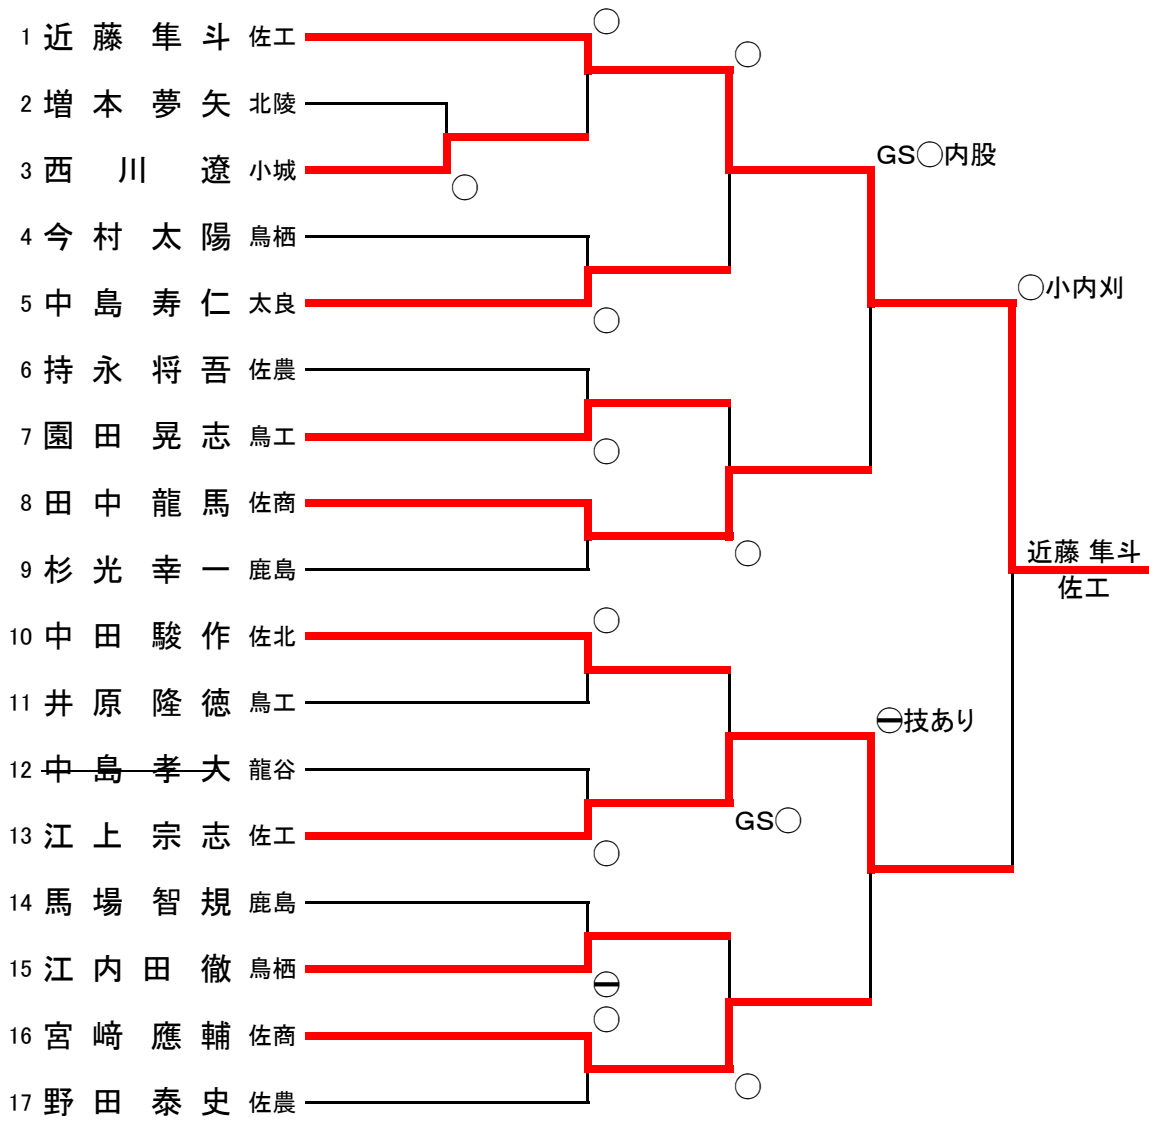 1 近藤 隼斗 佐工
2 増本 夢矢 北陵
3 西川 遼 小城
4 今村 太陽 鳥栖
5 中島 寿仁 太良
6 持永 将吾 佐農
7 園田 晃志 鳥工
8 田中 龍馬 佐商
9 杉光 幸一 鹿島
10 中田 駿作 佐北
11 井原 隆徳 鳥工
12 中島 孝大 龍谷
13 江上 宗志 佐工
14 馬場 智規 鹿島
15 江内田 徹 鳥栖
16 宮﨑 應輔 佐商
17 野田 泰史 佐農
GS○内股
○小内刈
近藤 隼斗
佐工
⊖技あり
GS○